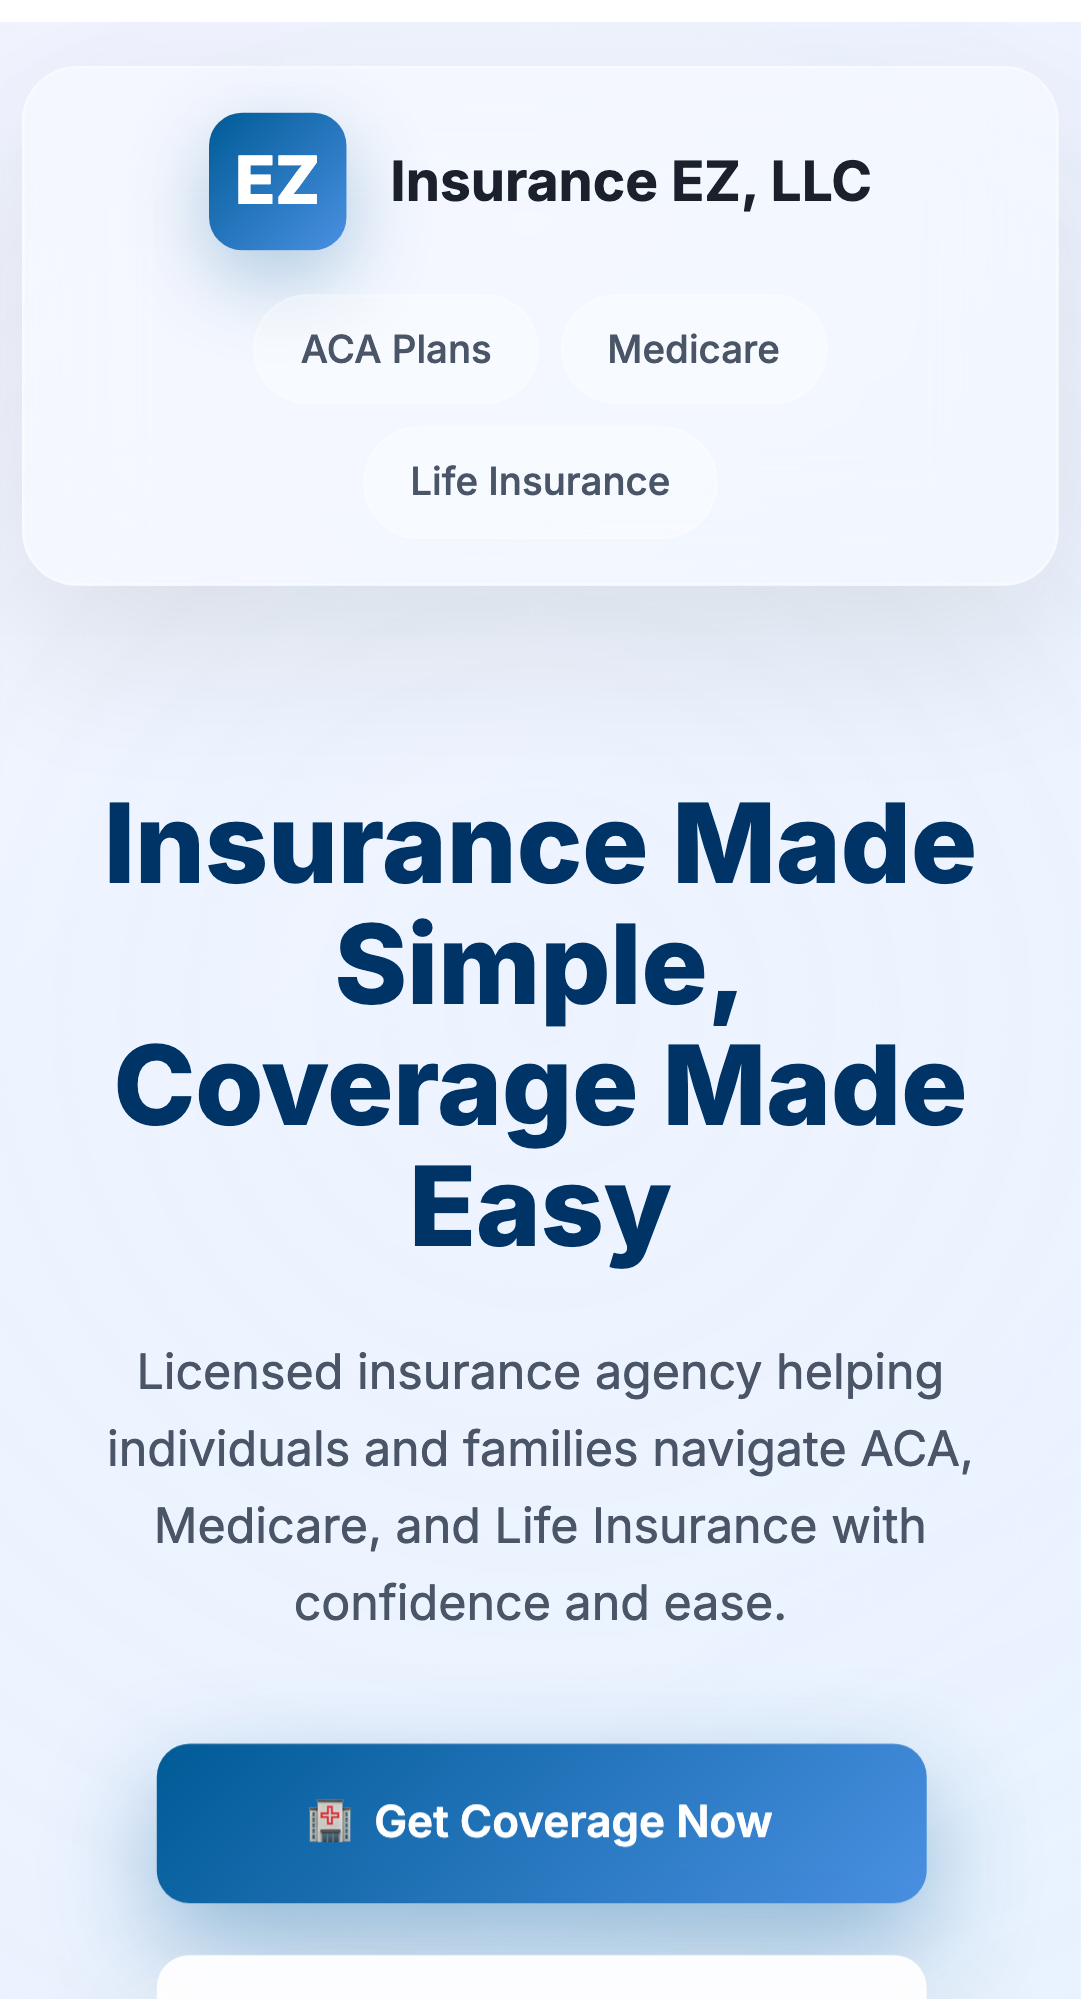 EZ
Insurance EZ, LLC
ACA Plans
Medicare
Life Insurance
Insurance Made
Simple,
Coverage Made
Easy
Licensed insurance agency helping
individuals and families navigate ACA,
Medicare, and Life Insurance with
confidence and ease.
Get Coverage Now